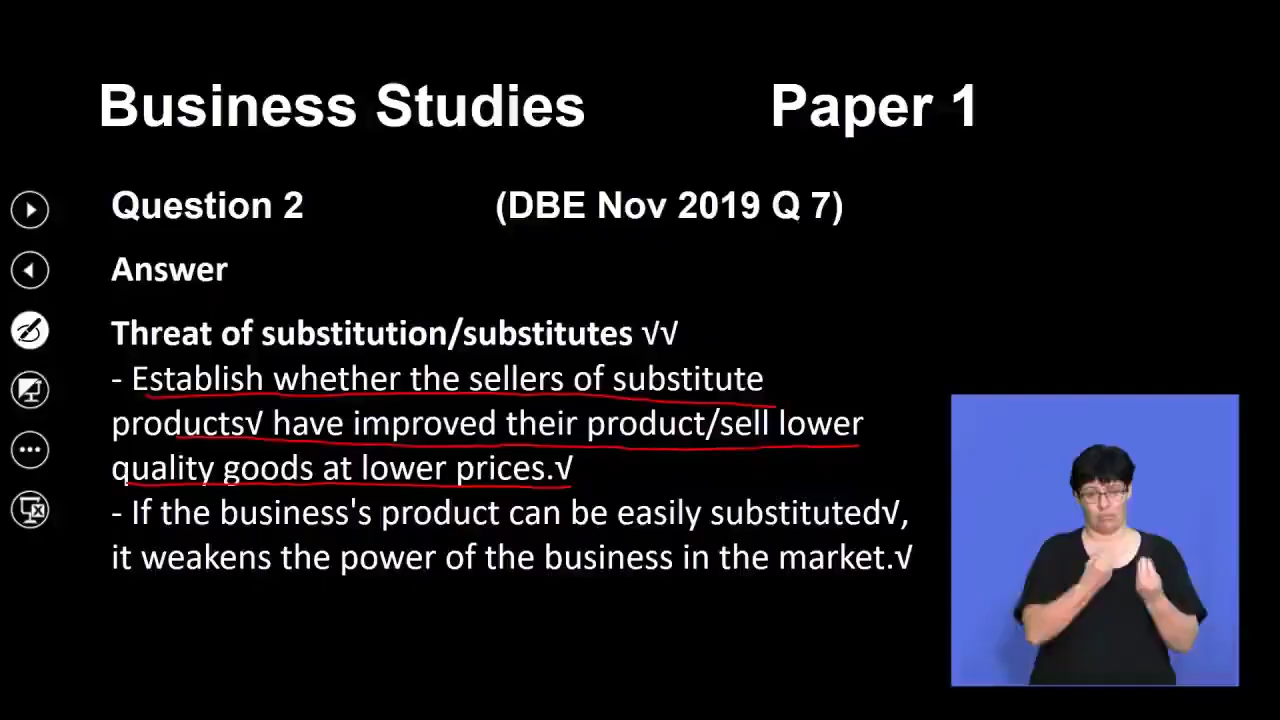 Business Studies Paper 1
Question 2 (DBE Nov 2019 Q 7)
Answer
Threat of substitution/substitutes √√
- Establish whether the sellers of substitute
products√ have improved their product/sell lower
quality goods at lower prices.√
- If the business's product can be easily substituted√,
it weakens the power of the business in the market.√